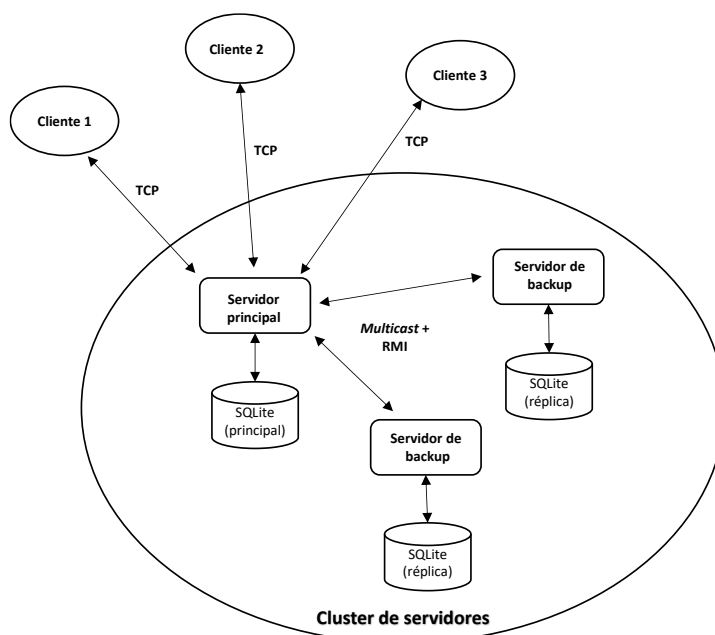 Cliente 2
Cliente 3
Cliente 1
TCP
TCP
TCP
Servidor de
backup
Servidor
principal
Multicast +
RMI
SQLite
(réplica)
SQLite
(principal)
Servidor de
backup
SQLite
(réplica)
Cluster de servidores